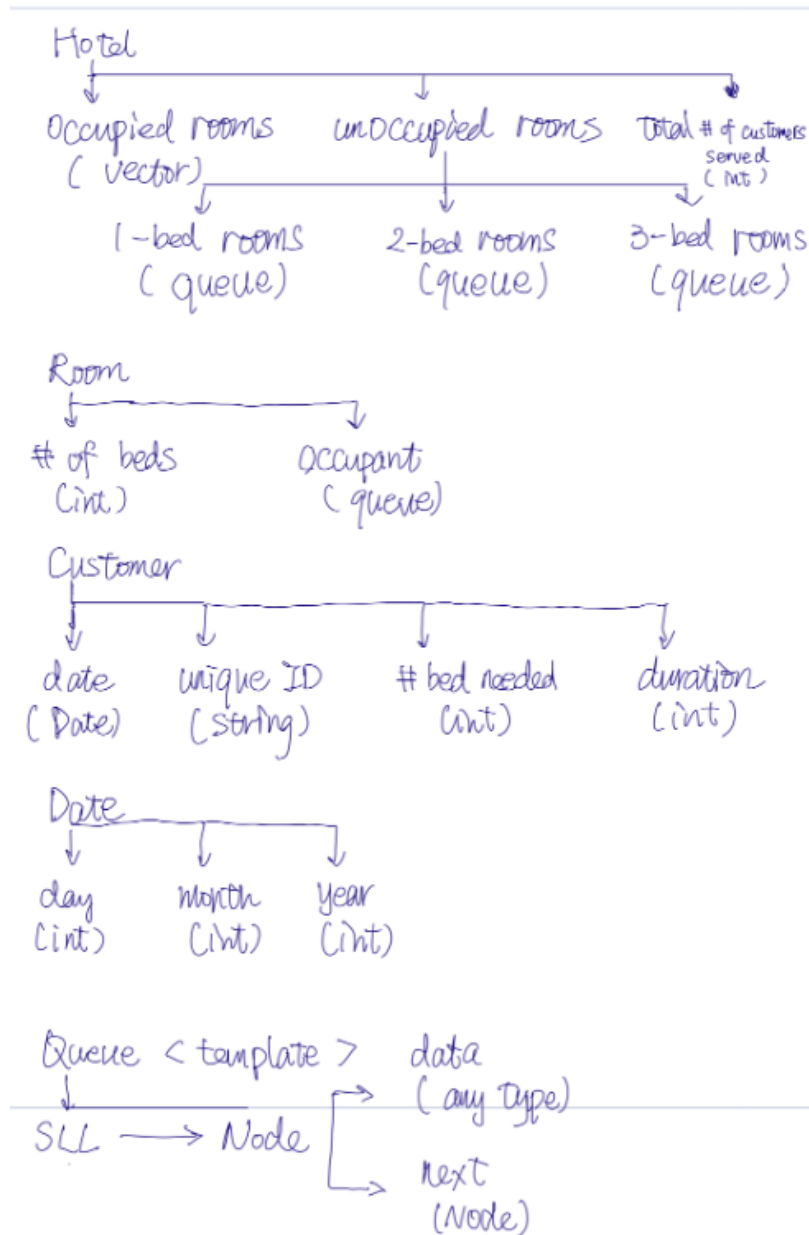 Hotel
Occupied rooms unoccupied rooms Total # of customers
served
(vector) (int)
1-bed rooms 2-bed rooms 3-bed rooms
(queue) (queue) (queue)
Room
# of beds Occupant
(int) (queue)
Customer
date unique ID # bed needed duration
(Date) (string) (int) (int)
Date
day month year
(int) (int) (int)
Queue <template> data
(any type)
SLL Node
next
(Node)